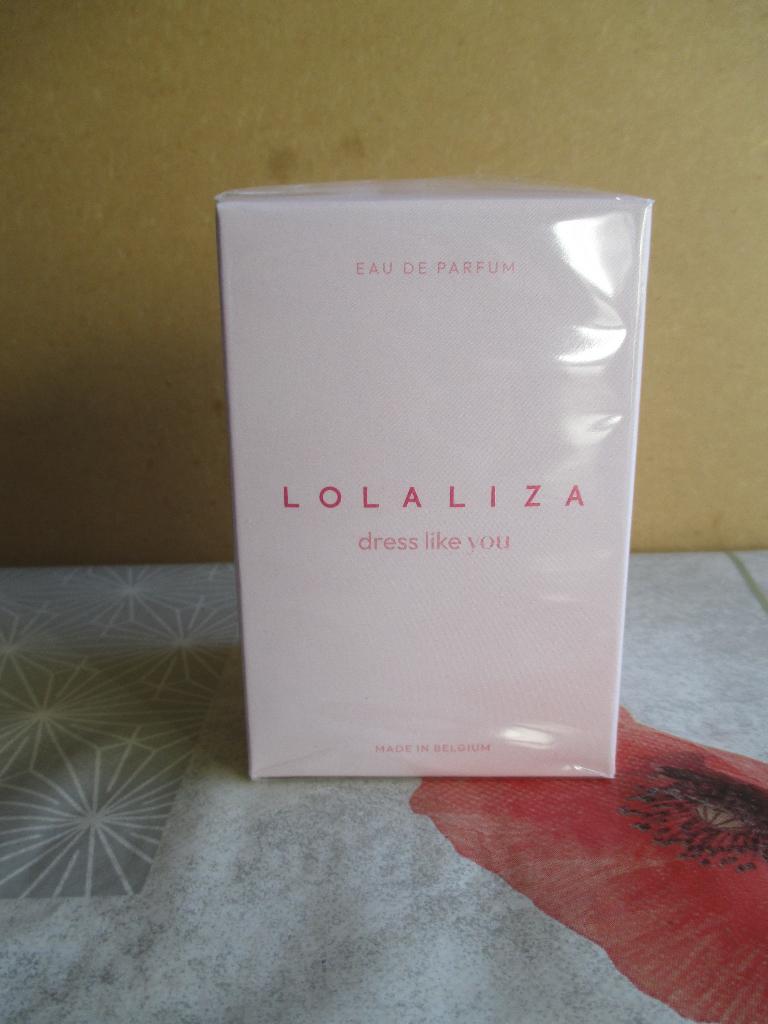 EAU DE PARFUM
LOLALIZA
dress like you
MADE IN BELGIUM